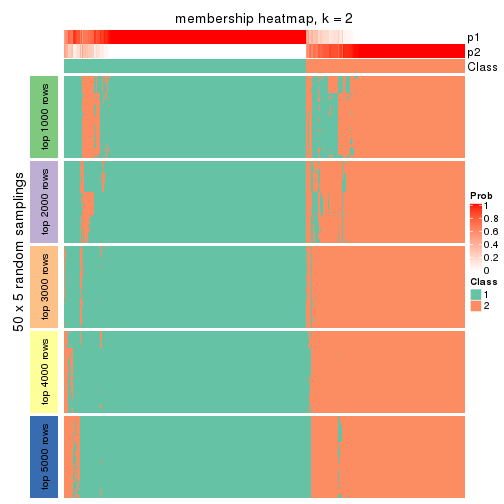 membership heatmap, k = 2
p1
p2
Class
50 x 5 random samplings
top 1000 rows
top 2000 rows
top 3000 rows
top 4000 rows
top 5000 rows
Prob
1
0.8
0.6
0.4
0.2
0
Class
1
2